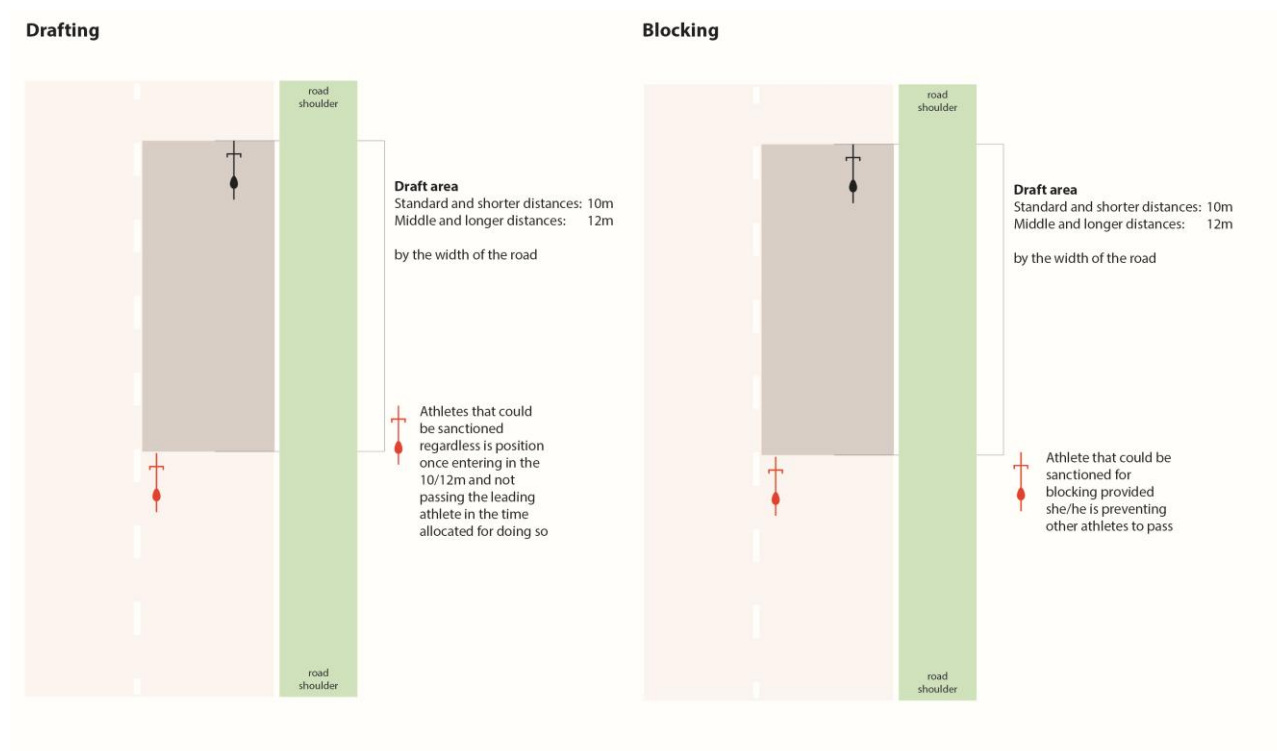 Drafting
road
shoulder
Draft area
Standard and shorter distances: 10m
Middle and longer distances: 12m
by the width of the road
Athletes that could
be sanctioned
regardless is position
once entering in the
10/12m and not
passing the leading
athlete in the time
allocated for doing so
road
shoulder
Blocking
road
shoulder
Draft area
Standard and shorter distances: 10m
Middle and longer distances: 12m
by the width of the road
Athlete that could be
sanctioned for
blocking provided
she/he is preventing
other athletes to pass
road
shoulder